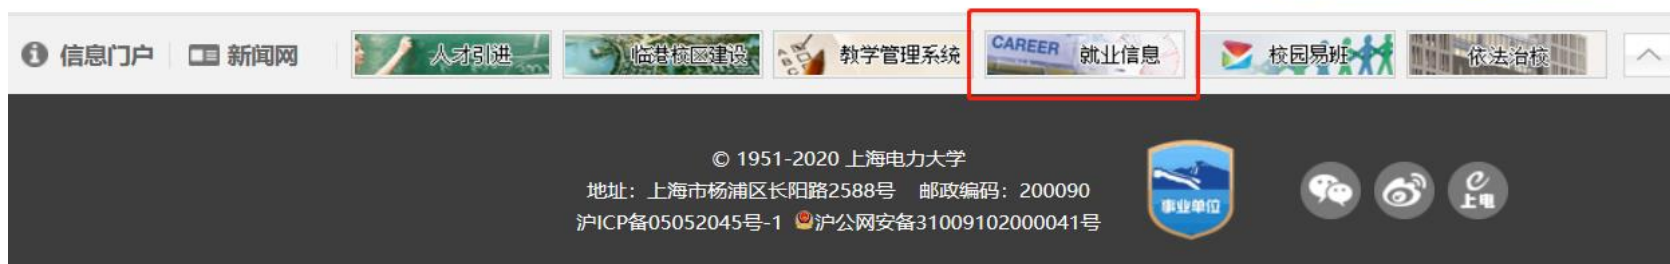 信息门户 新闻网 人才引进 临港校区建设 教学管理系统 CAREER 就业信息 校园易班 依法治校
© 1951-2020 上海电力大学
地址：上海市杨浦区长阳路2588号 邮政编码：200090
沪ICP备05052045号-1 沪公网安备31009102000041号
事业单位
上电